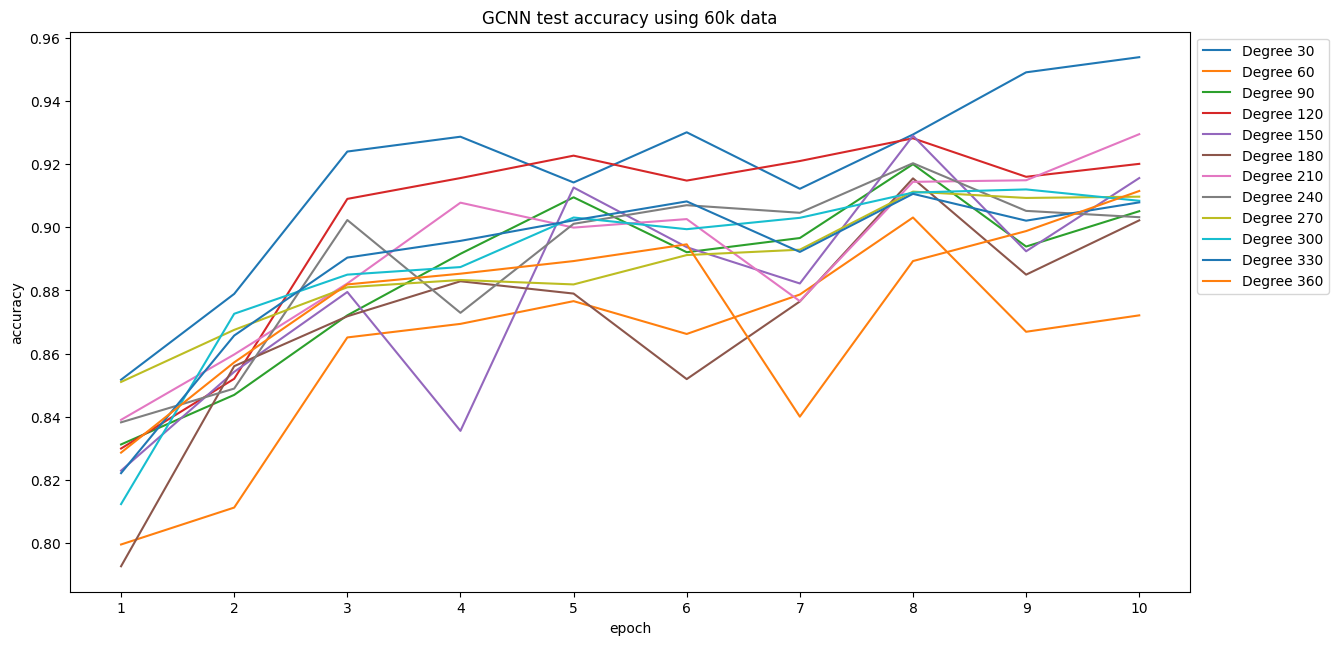 GCNN test accuracy using 60k data
0.96
0.94
0.92
0.90
0.88
0.86
0.84
0.82
0.80
accuracy
1 2 3 4 5 6 7 8 9 10
epoch
Degree 30
Degree 60
Degree 90
Degree 120
Degree 150
Degree 180
Degree 210
Degree 240
Degree 270
Degree 300
Degree 330
Degree 360